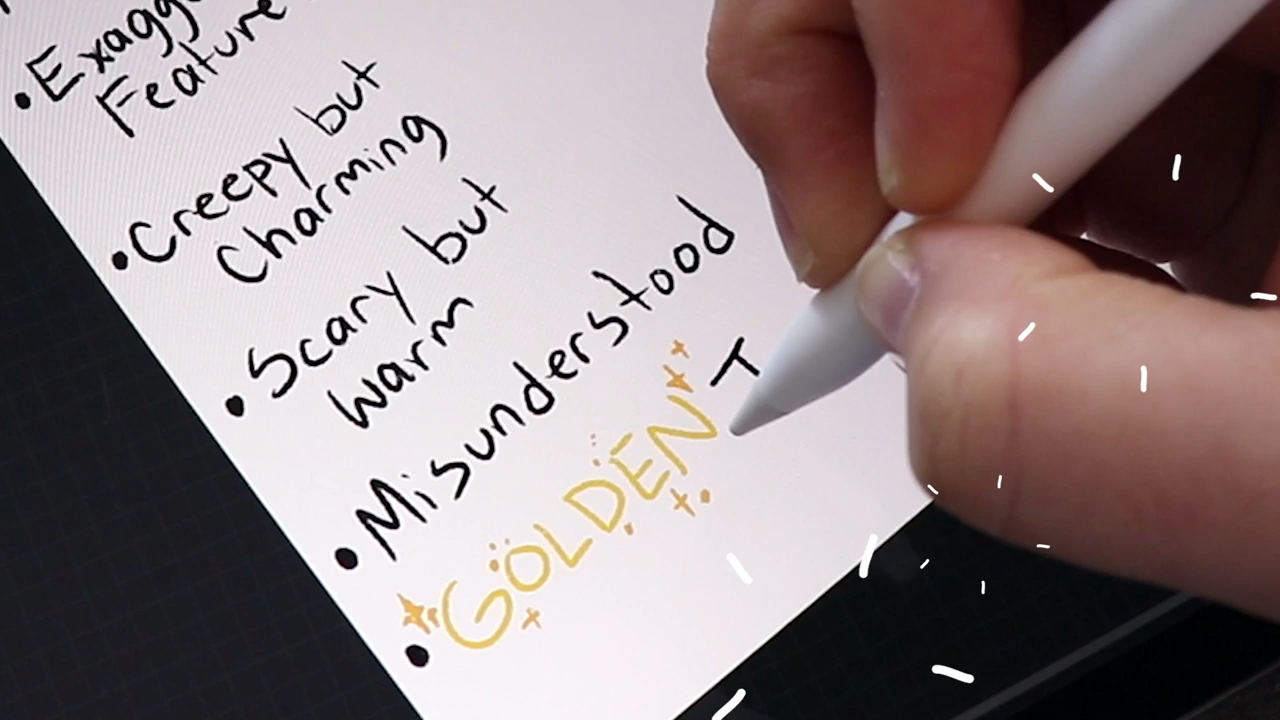 • Creepy but
Charming
• Scary but
Warm
• Misunderstood
• GOLDEN T